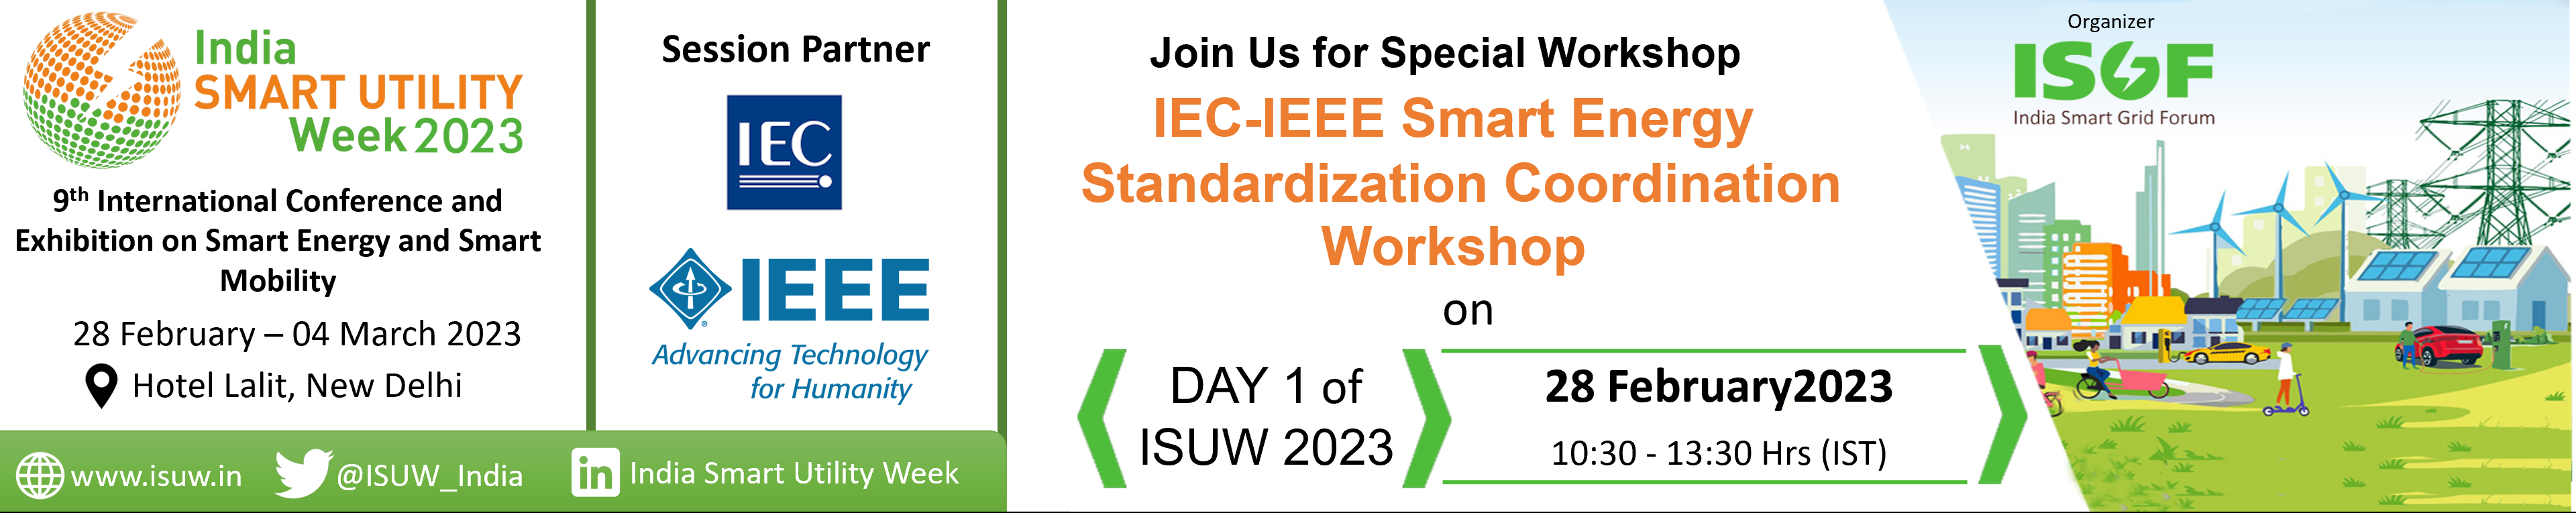 India
SMART UTILITY
Week 2023
9th International Conference and
Exhibition on Smart Energy and Smart
Mobility
28 February – 04 March 2023
Hotel Lalit, New Delhi
www.isuw.in
@ISUW_India
in India Smart Utility Week
Session Partner
IEC
IEEE
®
Advancing Technology
for Humanity
Join Us for Special Workshop
IEC-IEEE Smart Energy
Standardization Coordination
Workshop
on
DAY 1 of
ISUW 2023
28 February2023
10:30 - 13:30 Hrs (IST)
Organizer
ISGF
India Smart Grid Forum